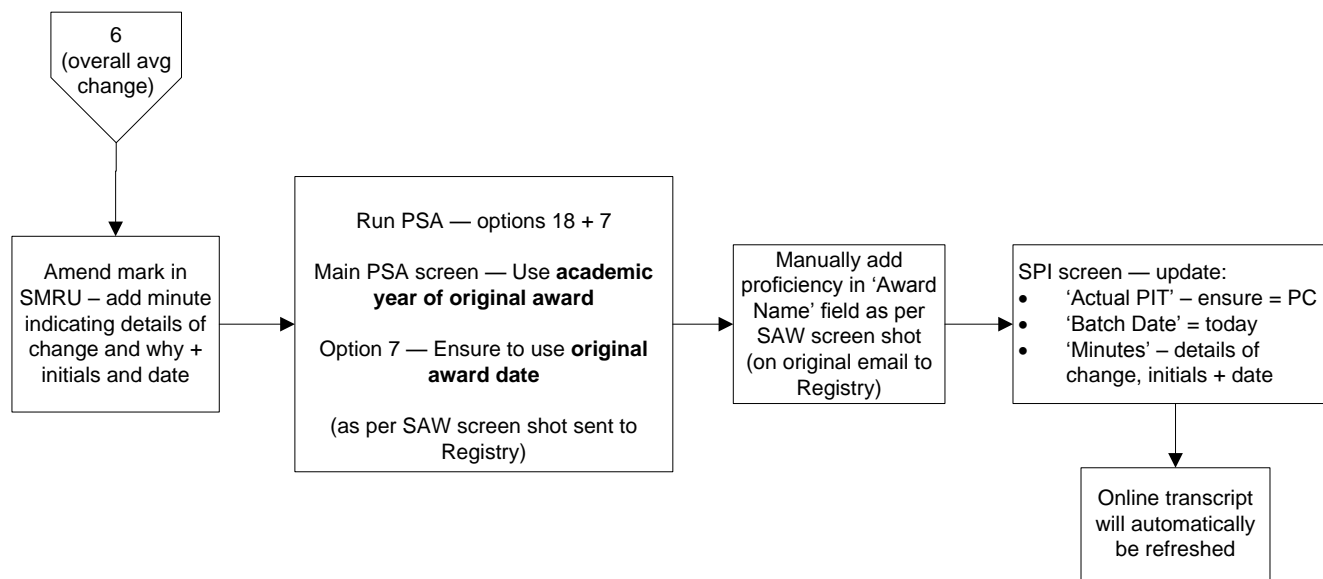 6
(overall avg
change)
Amend mark in
SMRU – add minute
indicating details of
change and why +
initials and date
Run PSA — options 18 + 7
Main PSA screen — Use academic
year of original award
Option 7 — Ensure to use original
award date
(as per SAW screen shot sent to
Registry)
Manually add
proficiency in ‘Award
Name’ field as per
SAW screen shot
(on original email to
Registry)
SPI screen — update:
• ‘Actual PIT’ – ensure = PC
• ‘Batch Date’ = today
• ‘Minutes’ – details of
change, initials + date
Online transcript
will automatically
be refreshed